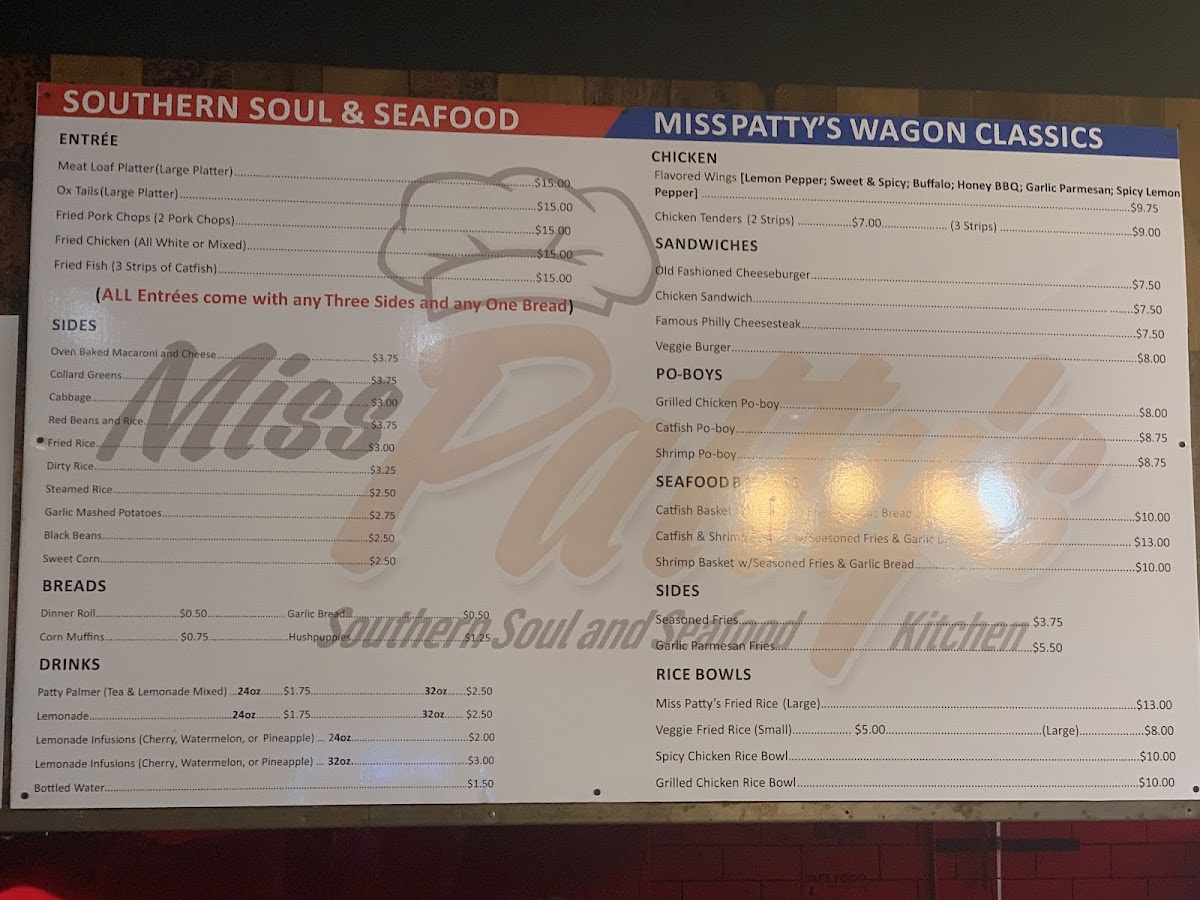 SOUTHERN SOUL & SEAFOOD
ENTRÉE
Meat Loaf Platter(Large Platter)...$15.00
Ox Tails(Large Platter)...$15.00
Fried Pork Chops (2 Pork Chops)...$15.00
Fried Chicken (All White or Mixed)...$15.00
Fried Fish (3 Strips of Catfish)...$15.00
(ALL Entrées come with any Three Sides and any One Bread)
SIDES
Oven Baked Macaroni and Cheese...$3.75
Collard Greens...$3.75
Cabbage...$3.00
Red Beans and Rice...$3.75
Fried Rice...$3.00
Dirty Rice...$3.25
Steamed Rice...$2.50
Garlic Mashed Potatoes...$2.75
Black Beans...$2.50
Sweet Corn...$2.50
BREADS
Dinner Roll...$0.50...Garlic Bread...$0.50
Corn Muffins...$0.75...Hushpuppies...$1.25
DRINKS
Patty Palmer (Tea & Lemonade Mixed)...24oz...$1.75...32oz...$2.50
Lemonade...24oz...$1.75...32oz...$2.50
Lemonade Infusions (Cherry, Watermelon, or Pineapple) ... 24oz...$2.00
Lemonade Infusions (Cherry, Watermelon, or Pineapple) ... 32oz...$3.00
Bottled Water...$1.50
MISS PATTY'S WAGON CLASSICS
CHICKEN
Flavored Wings [Lemon Pepper; Sweet & Spicy; Buffalo; Honey BBQ; Garlic Parmesan; Spicy Lemon
Pepper] ...$9.75
Chicken Tenders (2 Strips) ...$7.00... (3 Strips) ...$9.00
SANDWICHES
Old Fashioned Cheeseburger...$7.50
Chicken Sandwich...$7.50
Famous Philly Cheesesteak...$7.50
Veggie Burger...$8.00
PO-BOYS
Grilled Chicken Po-boy...$8.00
Catfish Po-boy...$8.75
Shrimp Po-boy...$8.75
SEAFOOD
Catfish Basket Bread...$10.00
Catfish & Shrimp w/Seasoned Fries & Garlic ...$13.00
Shrimp Basket w/Seasoned Fries & Garlic Bread...$10.00
SIDES
Seasoned Fries...$3.75
Garlic Parmesan Fries...$5.50
RICE BOWLS
Miss Patty's Fried Rice (Large)...$13.00
Veggie Fried Rice (Small)...$5.00...(Large)...$8.00
Spicy Chicken Rice Bowl...$10.00
Grilled Chicken Rice Bowl...$10.00
Miss Patty's
Southern Soul and Seafood Kitchen